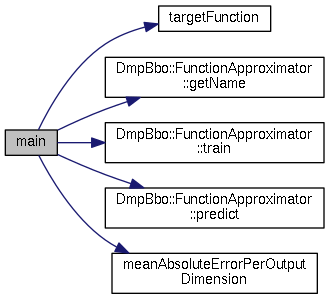 targetFunction
DmpBbo::FunctionApproximator
::getName
main
DmpBbo::FunctionApproximator
::train
DmpBbo::FunctionApproximator
::predict
meanAbsoluteErrorPerOutput
Dimension